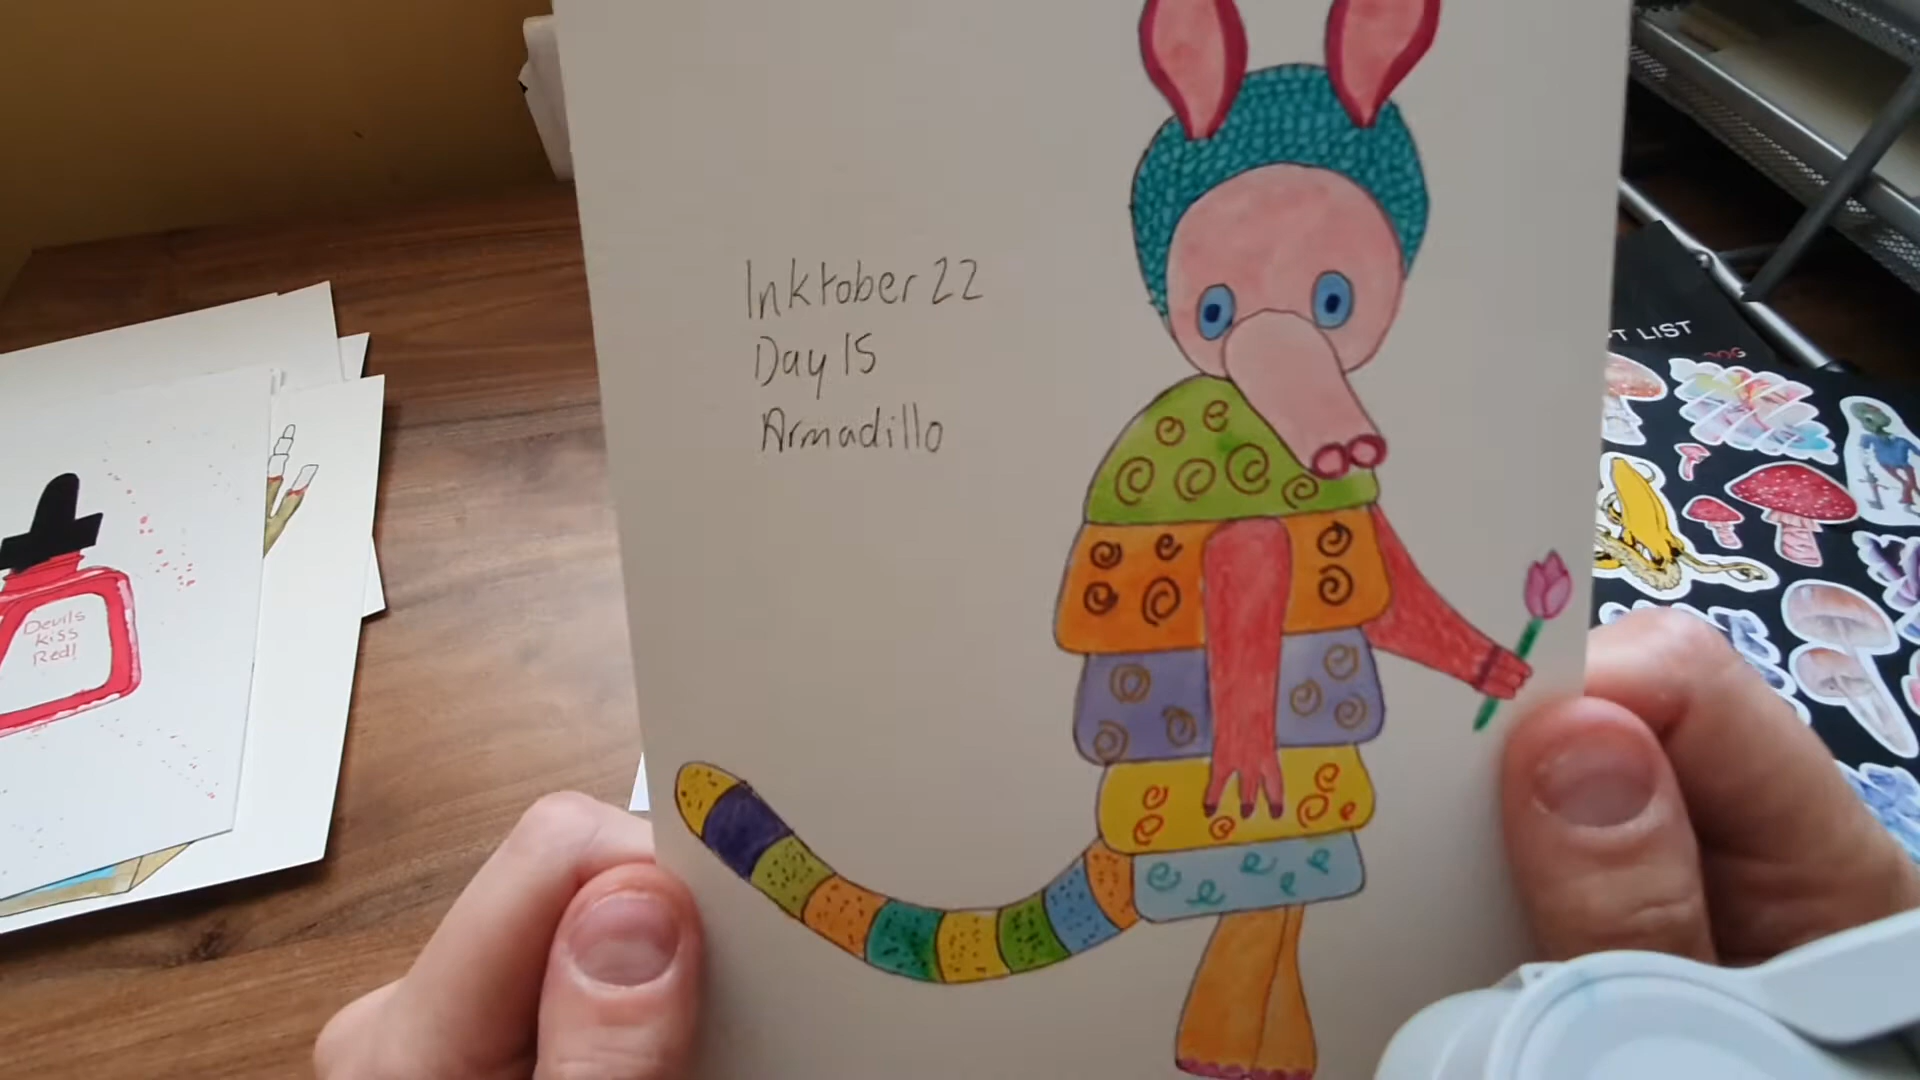 Inktober 22
Day 15
Armadillo
Devils
kiss
Red!
LIST